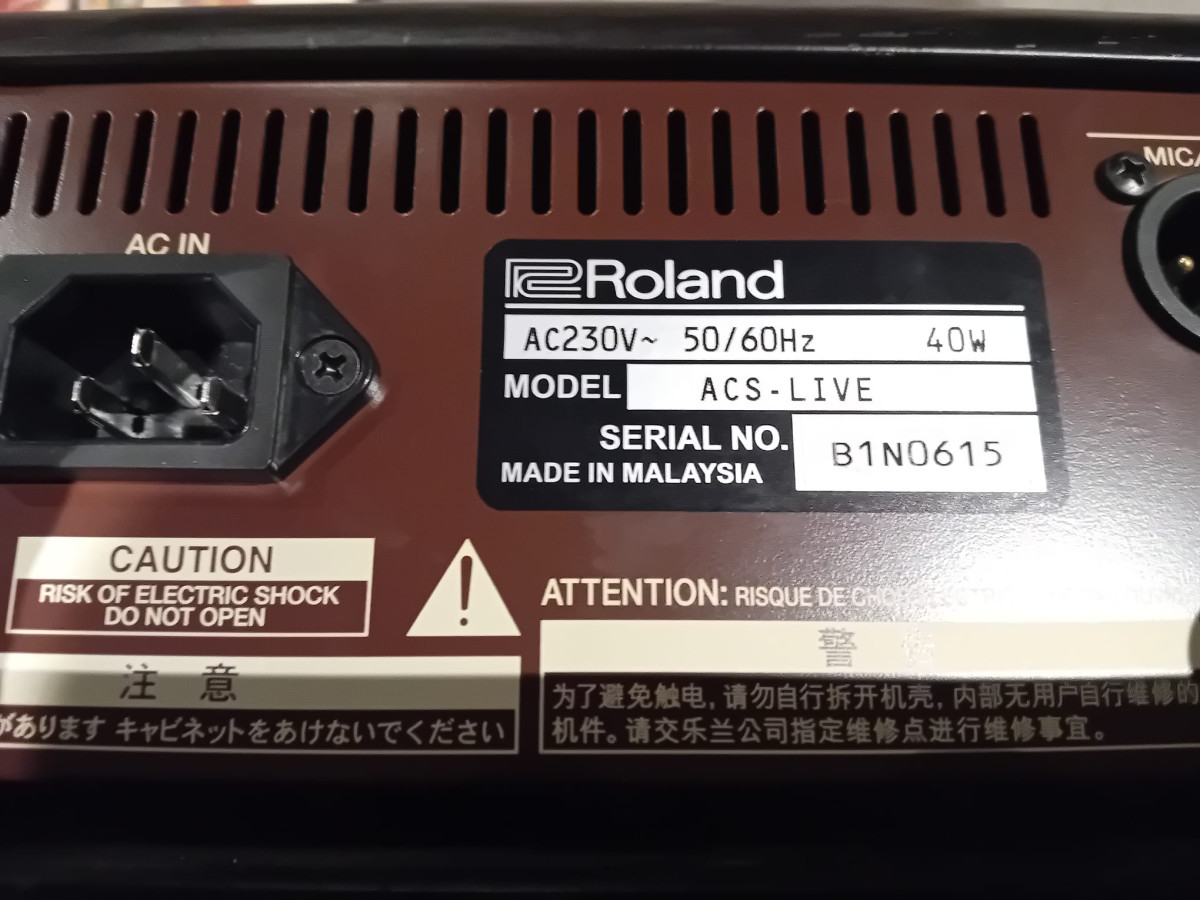 MIC/
AC IN
Roland
AC230V~ 50/60Hz 40W
MODEL ACS-LIVE
SERIAL NO. B1N0615
MADE IN MALAYSIA
CAUTION
RISK OF ELECTRIC SHOCK
DO NOT OPEN
ATTENTION: RISQUE DE CHOC
注 意
があります キャビネットをあけないでください
警
为了避免触电，请勿自行拆开机壳，内部无用户自行维修的
机件。请交乐兰公司指定维修点进行维修事宜。